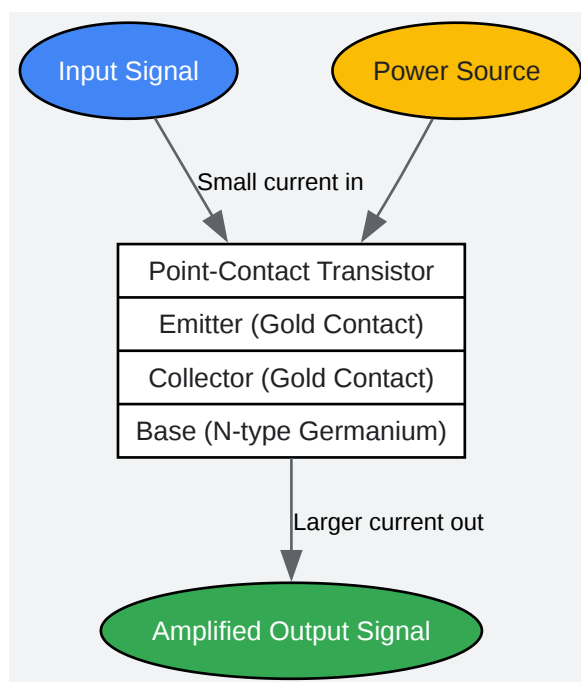 Input Signal
Power Source
Small current in
Point-Contact Transistor
Emitter (Gold Contact)
Collector (Gold Contact)
Base (N-type Germanium)
Larger current out
Amplified Output Signal